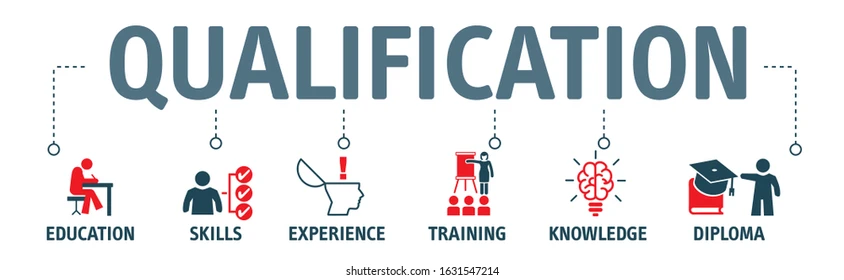 QUALIFICATION
EDUCATION SKILLS EXPERIENCE TRAINING KNOWLEDGE DIPLOMA
shutterstock.com · 1631547214